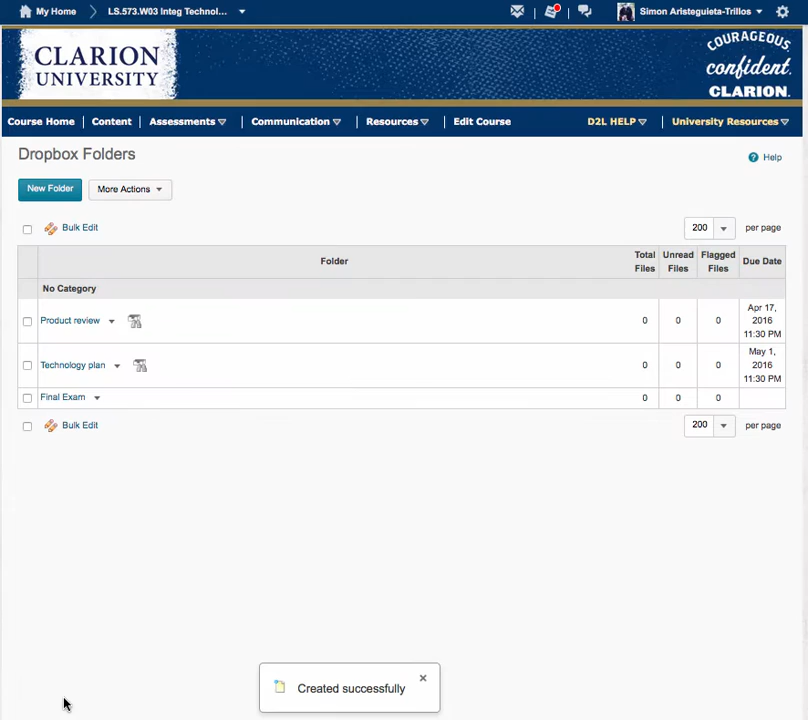 My Home LS.573.W03 Integ Technol... Simon Aristeguieta-Trillos
CLARION
UNIVERSITY
COURAGEOUS.
confident.
CLARION.
Course Home Content Assessments Communication Resources Edit Course D2L HELP University Resources
Dropbox Folders
? Help
New Folder More Actions
Bulk Edit 200 per page
Folder Total Files Unread Files Flagged Files Due Date
No Category
Product review 0 0 0 Apr 17, 2016 11:30 PM
Technology plan 0 0 0 May 1, 2016 11:30 PM
Final Exam 0 0 0
Bulk Edit 200 per page
Created successfully